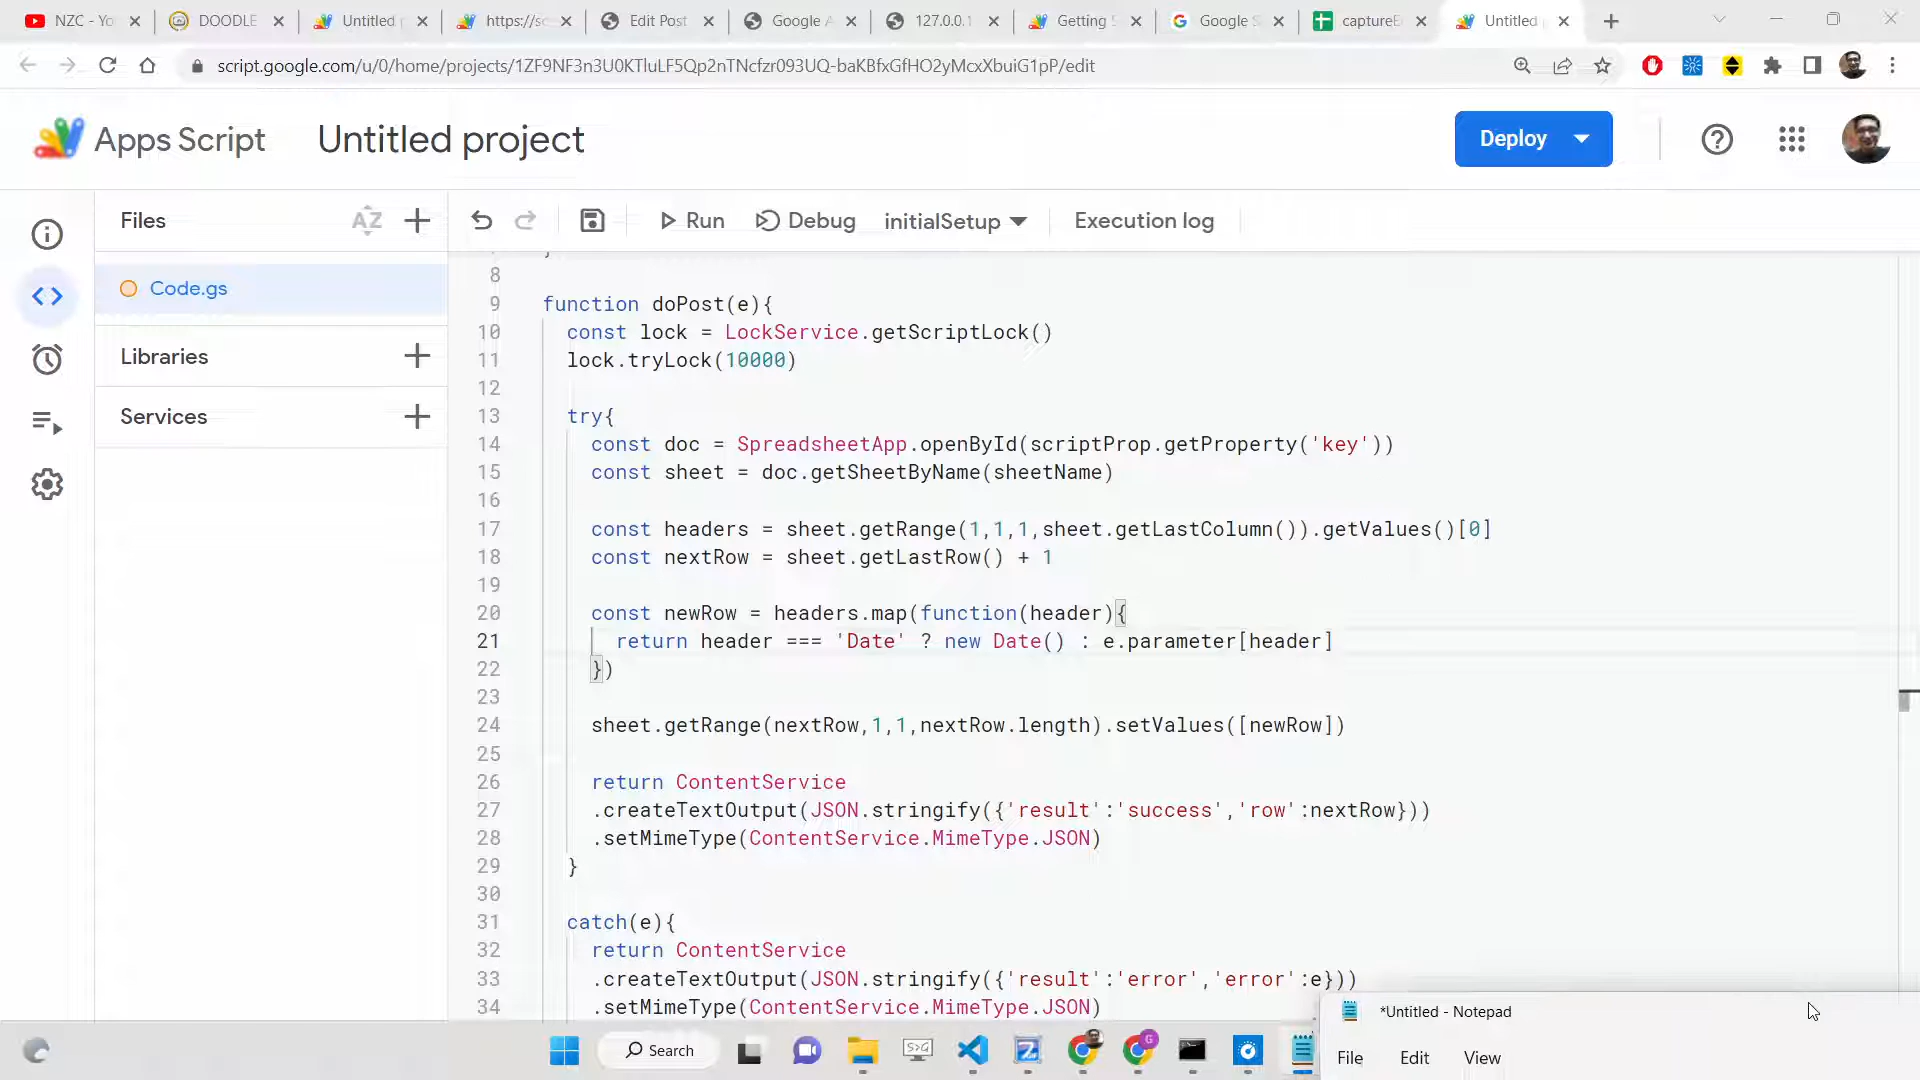 NZC - Yo
DOODLE
Untitled p
https://sc
Edit Post
Google A
127.0.0.1
Getting S
Google S
captureE
Untitled
script.google.com/u/0/home/projects/1ZF9NF3n3U0KTluLF5Qp2nTNcfzr093UQ-baKBfxGfHO2yMcxXbuiG1pP/edit
Apps Script
Untitled project
Deploy
Files
AZ
Run
Debug
initialSetup
Execution log
Code.gs
Libraries
Services
8
9 function doPost(e){
10 const lock = LockService.getScriptLock()
11 lock.tryLock(10000)
12
13 try{
14 const doc = SpreadsheetApp.openById(scriptProp.getProperty('key'))
15 const sheet = doc.getSheetByName(sheetName)
16
17 const headers = sheet.getRange(1,1,1,sheet.getLastColumn()).getValues()[0]
18 const nextRow = sheet.getLastRow() + 1
19
20 const newRow = headers.map(function(header){
21 return header === 'Date' ? new Date() : e.parameter[header]
22 })
23
24 sheet.getRange(nextRow,1,1,nextRow.length).setValues([newRow])
25
26 return ContentService
27 .createTextOutput(JSON.stringify({'result':'success','row':nextRow}))
28 .setMimeType(ContentService.MimeType.JSON)
29 }
30
31 catch(e){
32 return ContentService
33 .createTextOutput(JSON.stringify({'result':'error','error':e}))
34 .setMimeType(ContentService.MimeType.JSON)
*Untitled - Notepad
File Edit View
Search